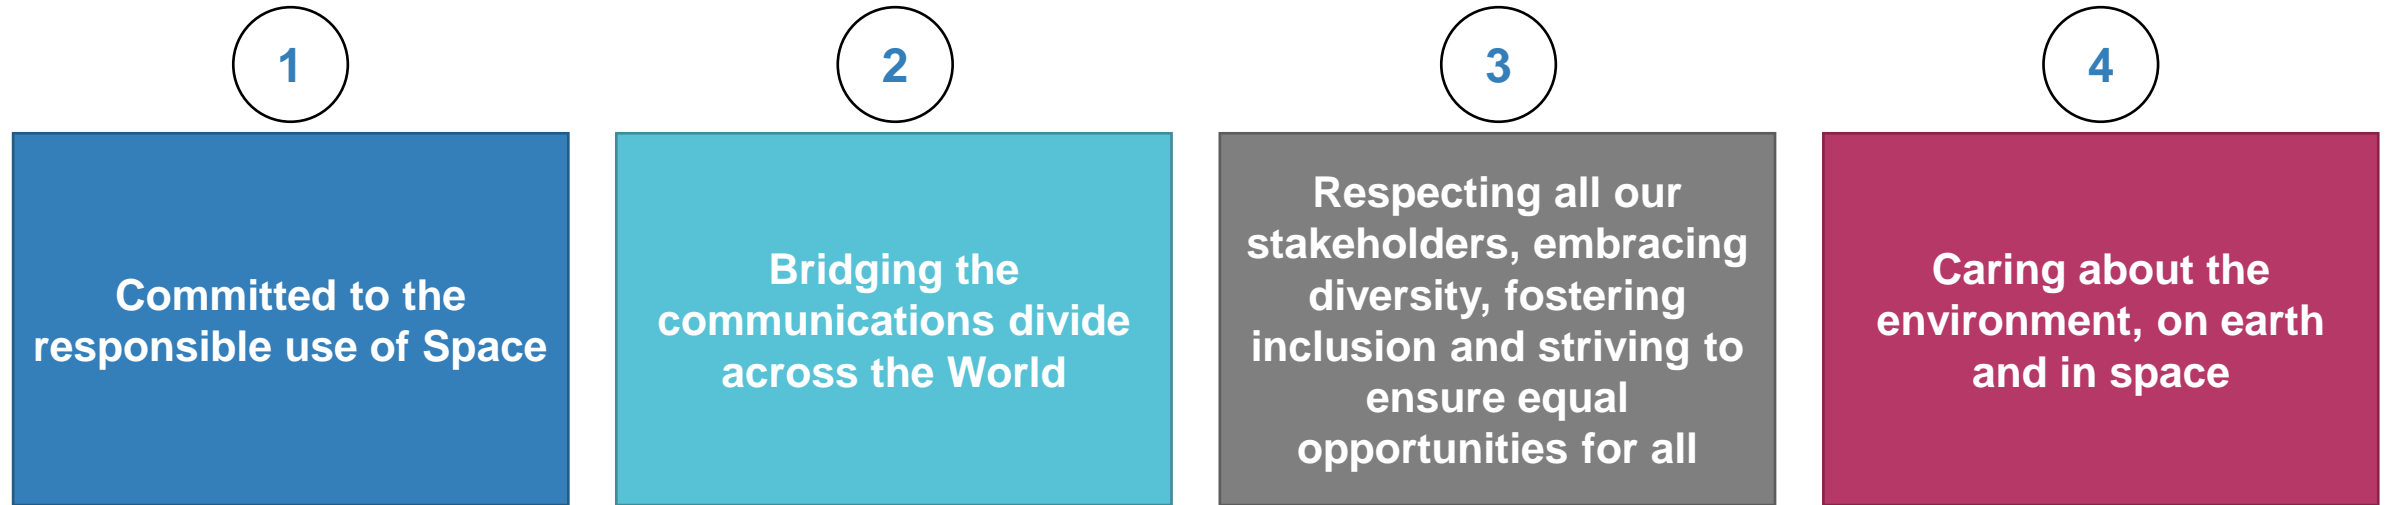 1
Committed to the
responsible use of Space
2
Bridging the
communications divide
across the World
3
Respecting all our
stakeholders, embracing
diversity, fostering
inclusion and striving to
ensure equal
opportunities for all
4
Caring about the
environment, on earth
and in space